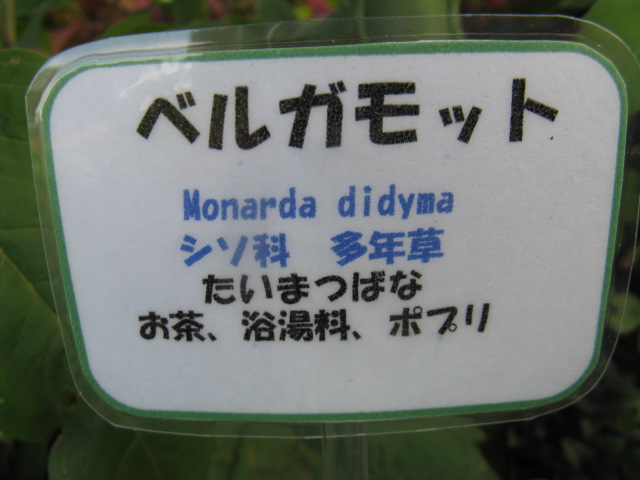 ベルガモット
Monarda didyma
シソ科　多年草
たいまつばな
お茶、浴湯料、ポプリ